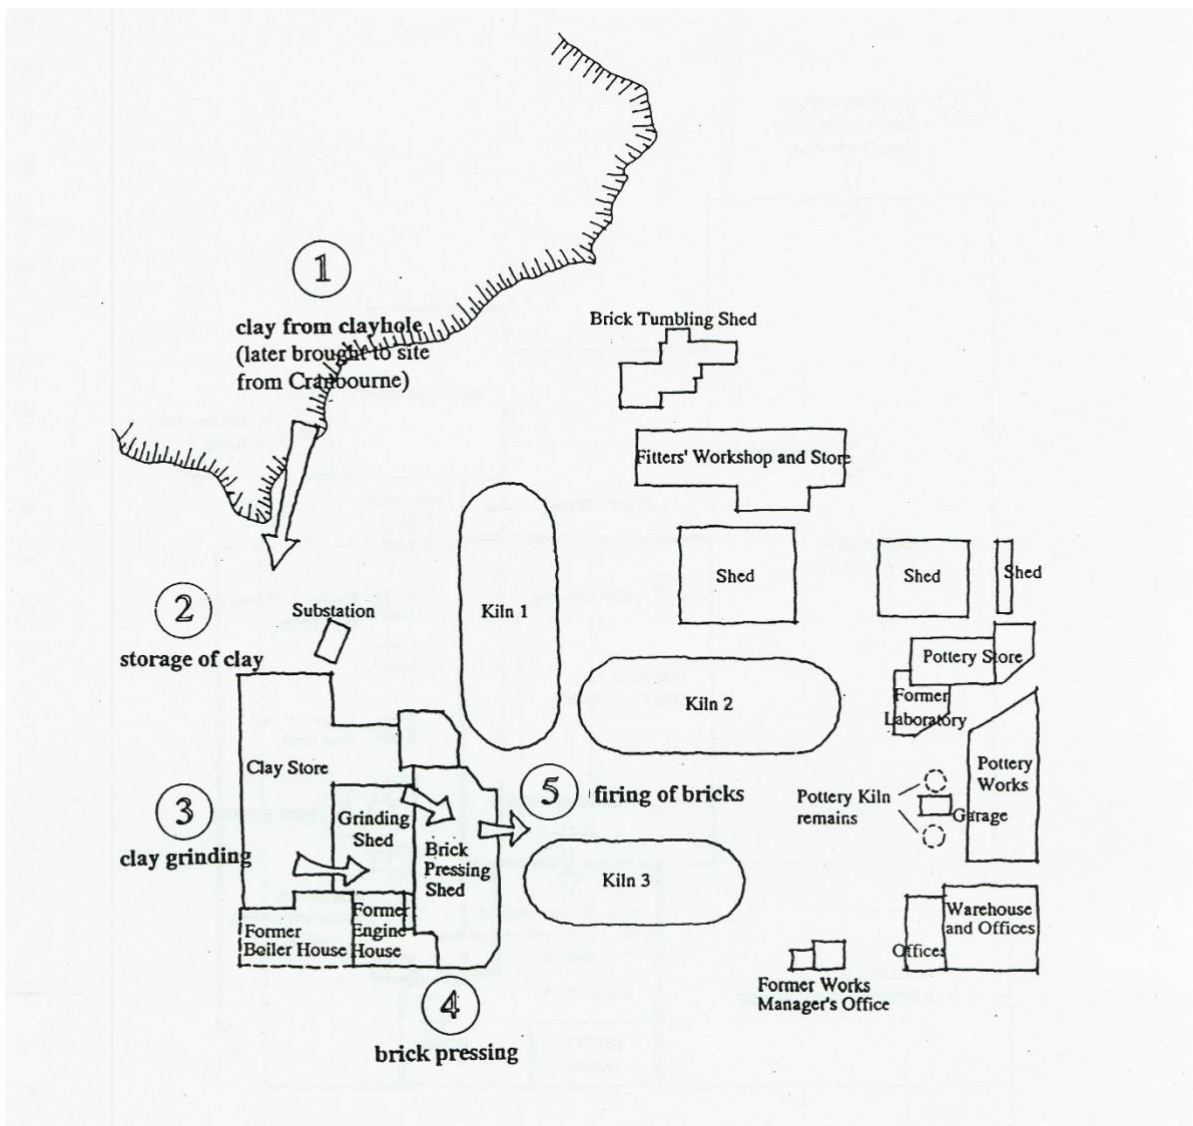 1
clay from clayhole
(later brought to site
from Cranbourne)
Brick Tumbling Shed
Fitters' Workshop and Store
Shed
Shed
Shed
2
Substation
Kiln 1
storage of clay
Pottery Store
Kiln 2
Former
Laboratory
Clay Store
Pottery
Works
5
firing of bricks
Pottery Kiln
remains
Garage
3
Grinding
Shed
clay grinding
Brick
Pressing
Shed
Kiln 3
Former
Engine
House
Former
Boiler House
Warehouse
and Offices
Offices
Former Works
Manager's Office
4
brick pressing